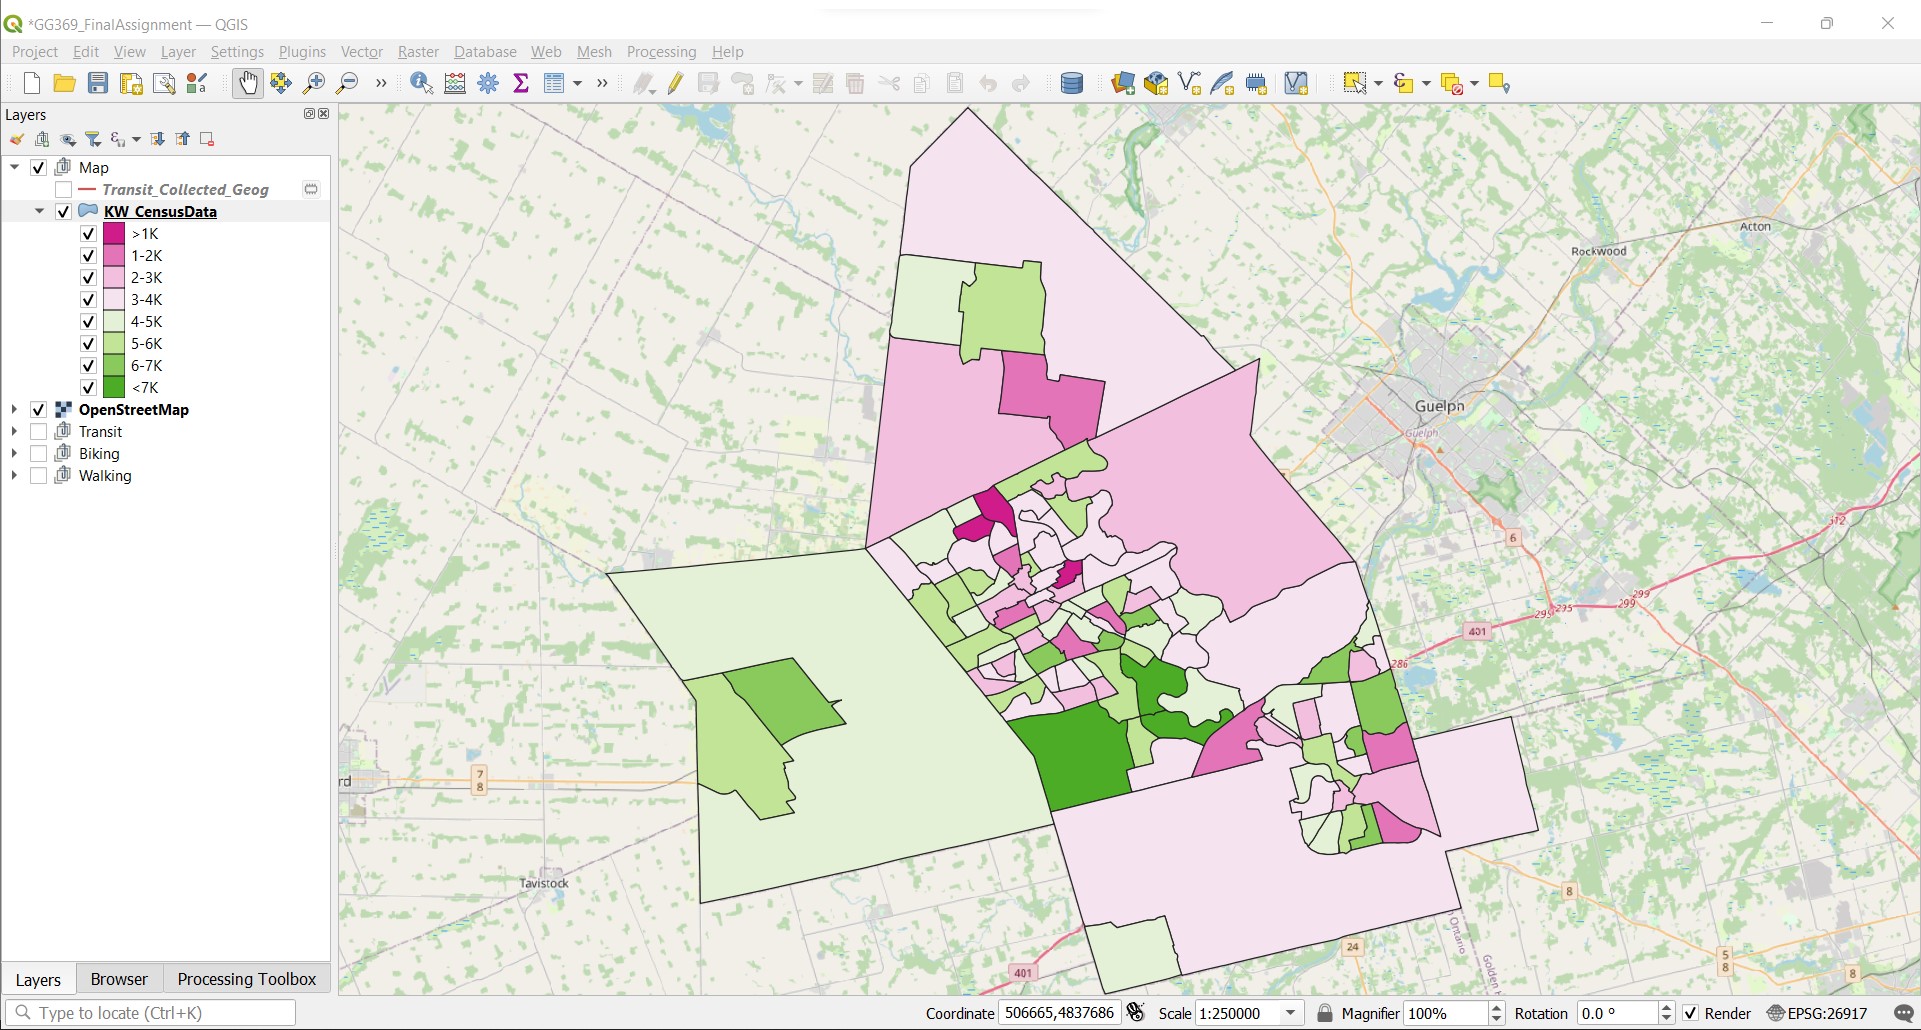 *GG369_FinalAssignment — QGIS
Project Edit View Layer Settings Plugins Vector Raster Database Web Mesh Processing Help
Layers
Map
Transit_Collected_Geog
KW_CensusData
>1K
1-2K
2-3K
3-4K
4-5K
5-6K
6-7K
<7K
OpenStreetMap
Transit
Biking
Walking
Acton
Rockwood
Guelph
Guelph
312
6
299
295 295
299
401
286
7
8
rd
Tavistock
8
24
Ontario
5
8
8
401
Layers Browser Processing Toolbox
Type to locate (Ctrl+K)
Coordinate 506665,4837686 Scale 1:250000 Magnifier 100% Rotation 0.0 ° Render EPSG:26917